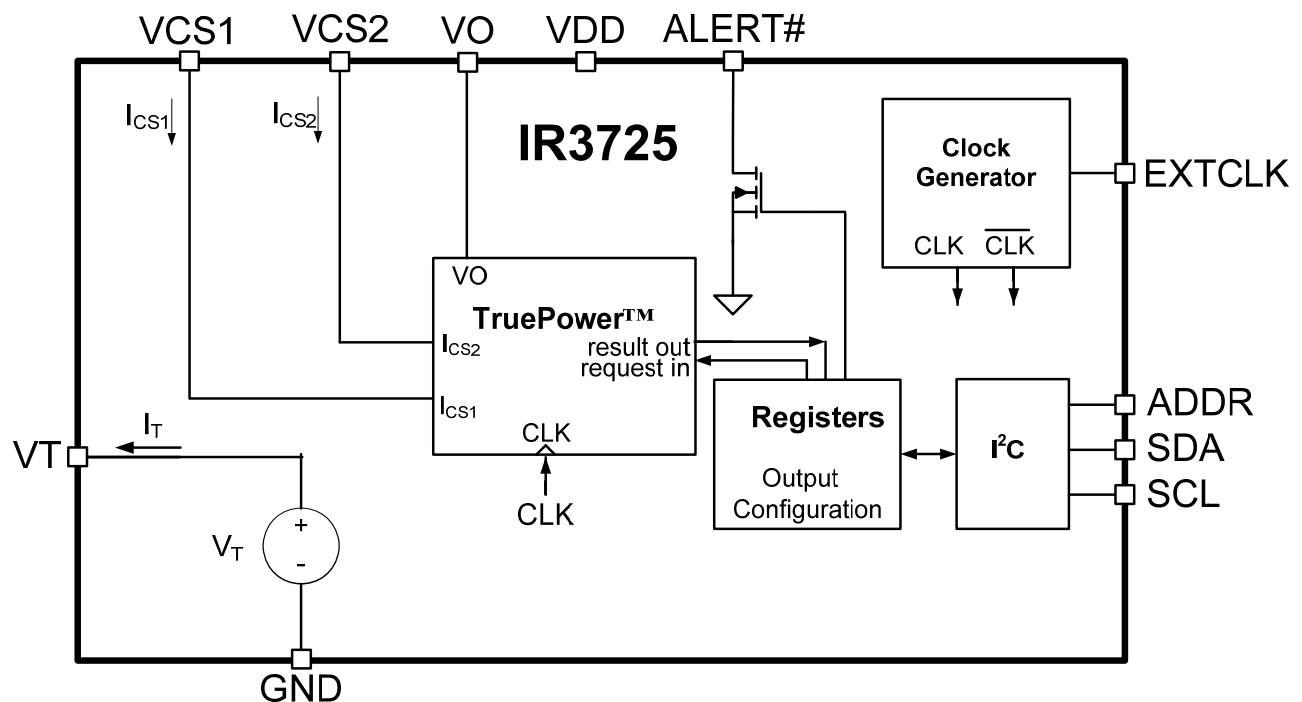 VCS1
VCS2
VO
VDD
ALERT#
ICS1
ICS2
IR3725
Clock
Generator
CLK
CLK
EXTCLK
VO
TruePower™
ICS2
result out
request in
ICS1
CLK
CLK
Registers
Output
Configuration
I²C
ADDR
SDA
SCL
VT
IT
VT
+
-
GND